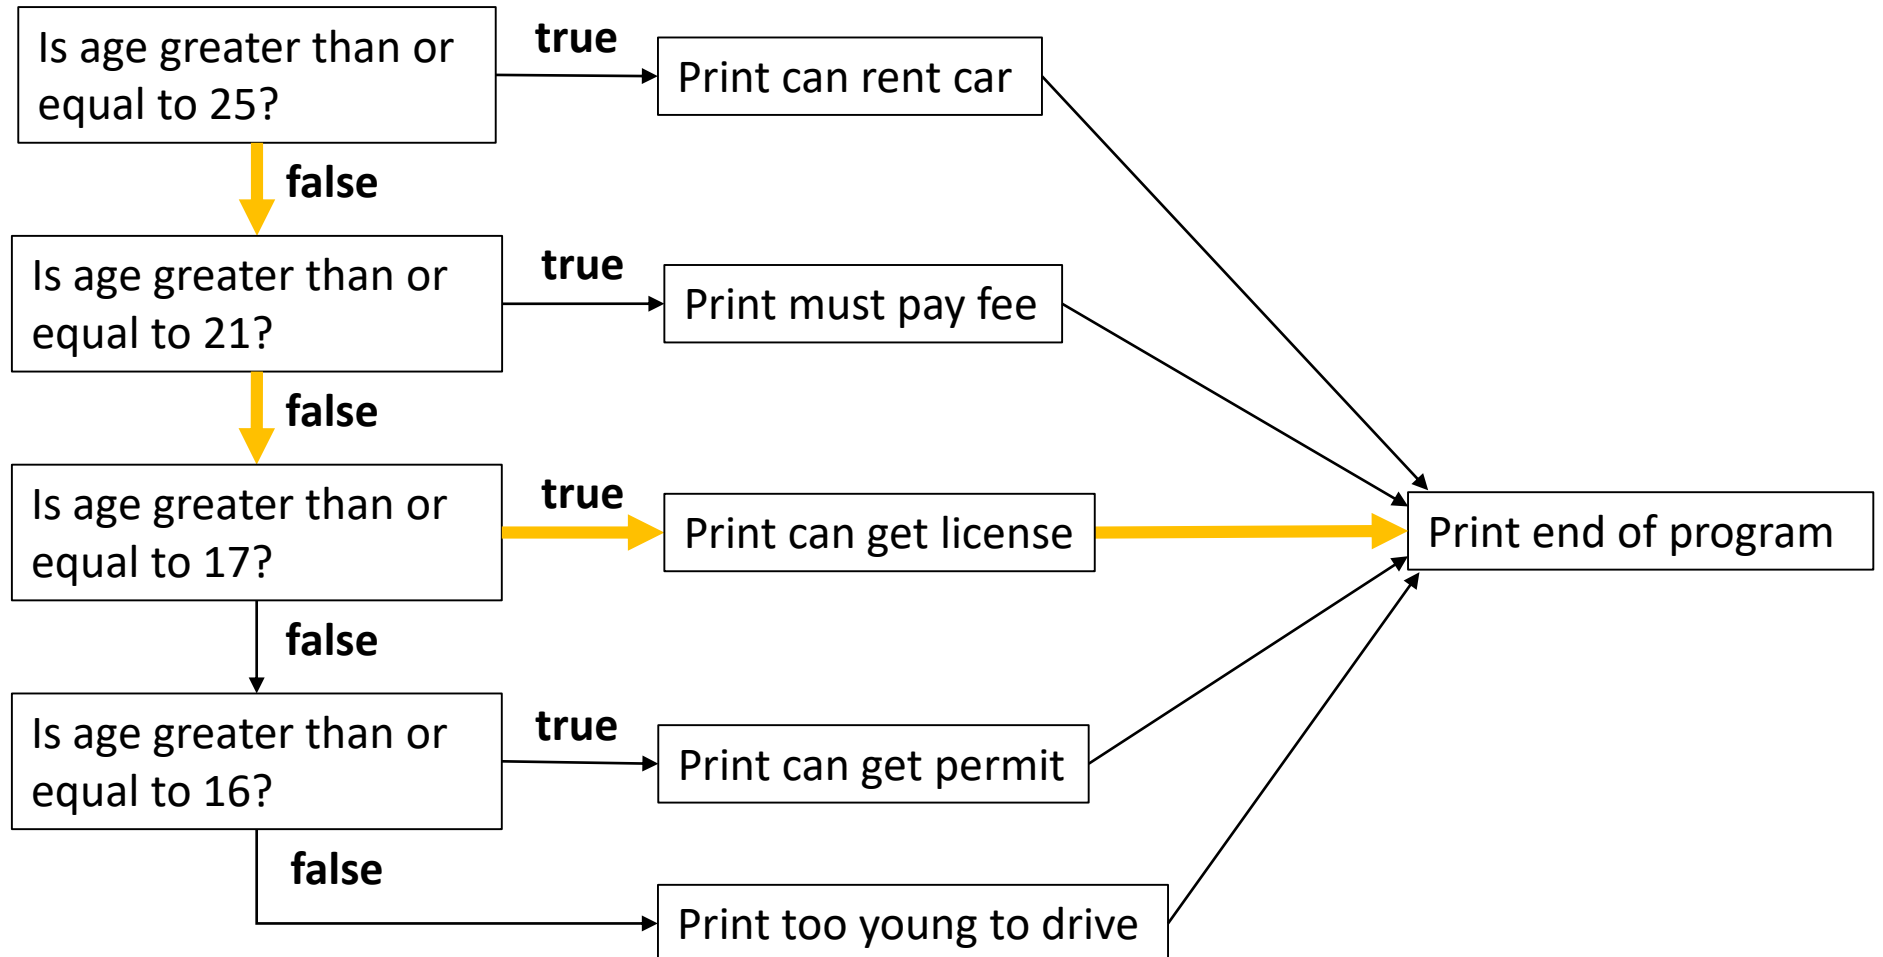 Is age greater than or
equal to 25?
true
Print can rent car
false
Is age greater than or
equal to 21?
true
Print must pay fee
false
Is age greater than or
equal to 17?
true
Print can get license
Print end of program
false
Is age greater than or
equal to 16?
true
Print can get permit
false
Print too young to drive